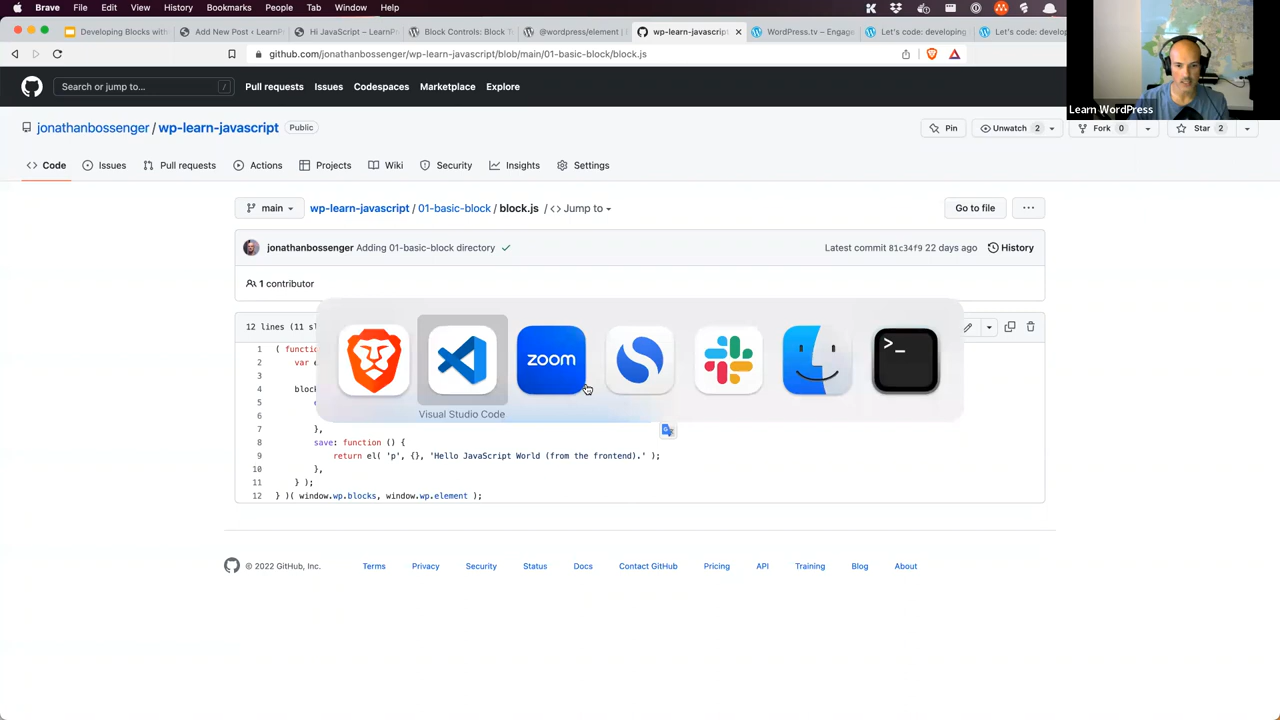 Brave File Edit View History Bookmarks People Tab Window Help
Developing Blocks with
Add New Post ‹ LearnP
Hi JavaScript – LearnP
Block Controls: Block T
@wordpress/element |
wp-learn-javascript
WordPress.tv – Engage
Let's code: developing
Let's code: develop
github.com/jonathanbossenger/wp-learn-javascript/blob/main/01-basic-block/block.js
Learn WordPress
Search or jump to... /
Pull requests Issues Codespaces Marketplace Explore
jonathanbossenger / wp-learn-javascript Public
Pin Unwatch 2 Fork 0 Star 2
Code Issues Pull requests Actions Projects Wiki Security Insights Settings
main wp-learn-javascript / 01-basic-block / block.js / <> Jump to Go to file ...
jonathanbossenger Adding 01-basic-block directory Latest commit 81c34f9 22 days ago History
1 contributor
12 lines (11 sl
zoom
>_
Visual Studio Code
1 ( functio
2 var e
3
4 block
5
6
7 },
8 save: function () {
9 return el( 'p', {}, 'Hello JavaScript World (from the frontend).' );
10 },
11 } );
12 } )( window.wp.blocks, window.wp.element );
© 2022 GitHub, Inc. Terms Privacy Security Status Docs Contact GitHub Pricing API Training Blog About